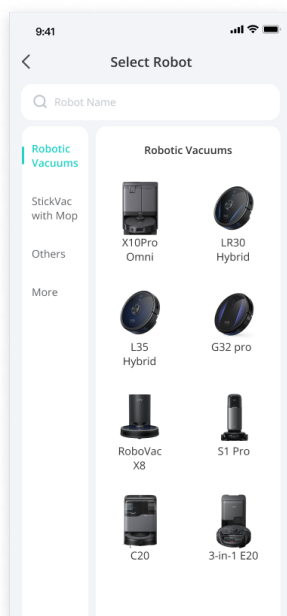 9:41
Select Robot
Robot Name
Robotic
Vacuums
StickVac
with Mop
Others
More
Robotic Vacuums
X10Pro
Omni
LR30
Hybrid
L35
Hybrid
G32 pro
RoboVac
X8
S1 Pro
C20
3-in-1 E20